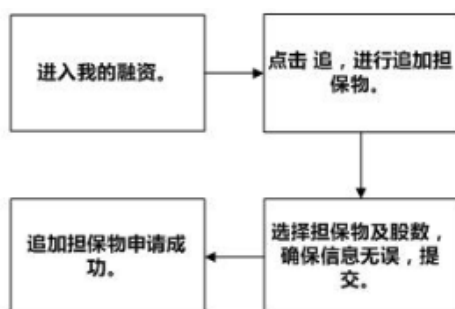 进入我的融资。
点击 追，进行追加担
保物。
选择担保物及股数，
确保信息无误，提
交。
追加担保物申请成
功。